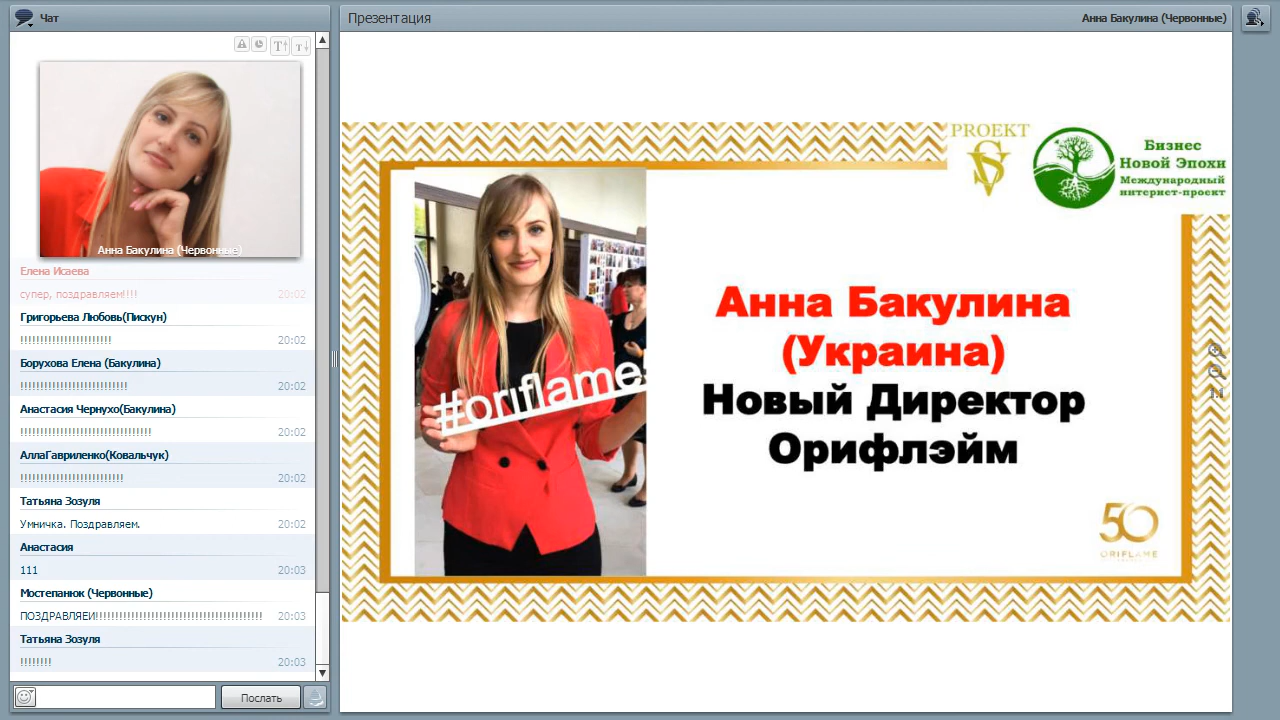 Чат
Анна Бакулина (Червонные)
Елена Исаева
супер, поздравляем!!!! 20:02
Григорьева Любовь(Пискун)
!!!!!!!!!!!!!!!!!!!!!!! 20:02
Борухова Елена (Бакулина)
!!!!!!!!!!!!!!!!!!!!!!!!!!! 20:02
Анастасия Чернухо(Бакулина)
!!!!!!!!!!!!!!!!!!!!!!!!!!!!!!!!! 20:02
АллаГавриленко(Ковальчук)
!!!!!!!!!!!!!!!!!!!!!!!!!! 20:02
Татьяна Зозуля
Умничка. Поздравляем. 20:02
Анастасия
111 20:03
Мостепанюк (Червонные)
ПОЗДРАВЛЯЕИ!!!!!!!!!!!!!!!!!!!!!!!!!!!!!!!!!!!!!!!!!! 20:03
Татьяна Зозуля
!!!!!!!! 20:03
Послать
Презентация
Анна Бакулина (Червонные)
PROEKT
Бизнес
Новой Эпохи
Международный
интернет-проект
#oriflame
Анна Бакулина
(Украина)
Новый Директор
Орифлэйм
50
ORIFLAME
1:1